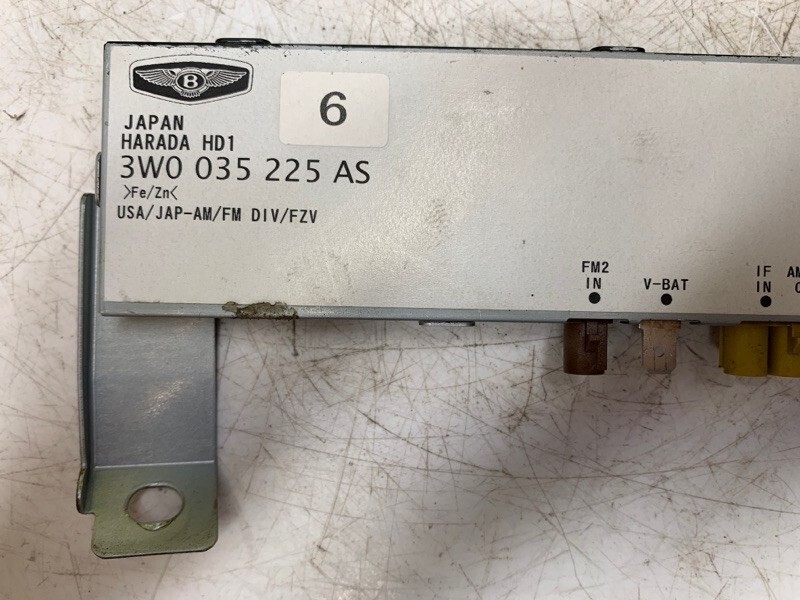 B
6
JAPAN
HARADA HD1
3W0 035 225 AS
>Fe/Zn<
USA/JAP-AM/FM DIV/FZV
FM2
IN
V-BAT
IF
IN
AM